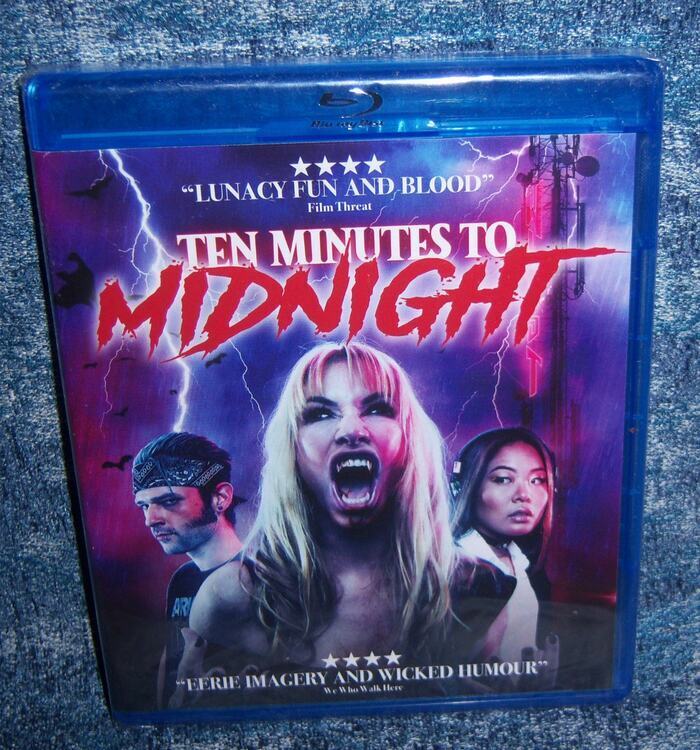 Blu-ray Disc
★★★★
“LUNACY FUN AND BLOOD”
Film Threat
TEN MINUTES TO
MIDNIGHT
★★★★
“EERIE IMAGERY AND WICKED HUMOUR”
We Who Walk Here